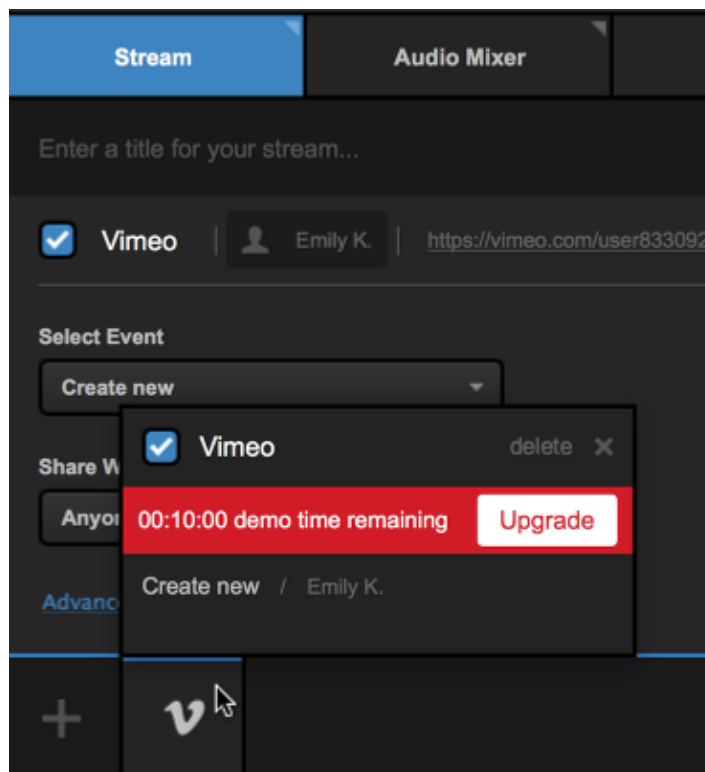 Stream
Audio Mixer
Enter a title for your stream...
Vimeo | Emily K. | https://vimeo.com/user833092
Select Event
Create new
Vimeo delete
Share W
Anyo
00:10:00 demo time remaining Upgrade
Create new / Emily K.
Advanc